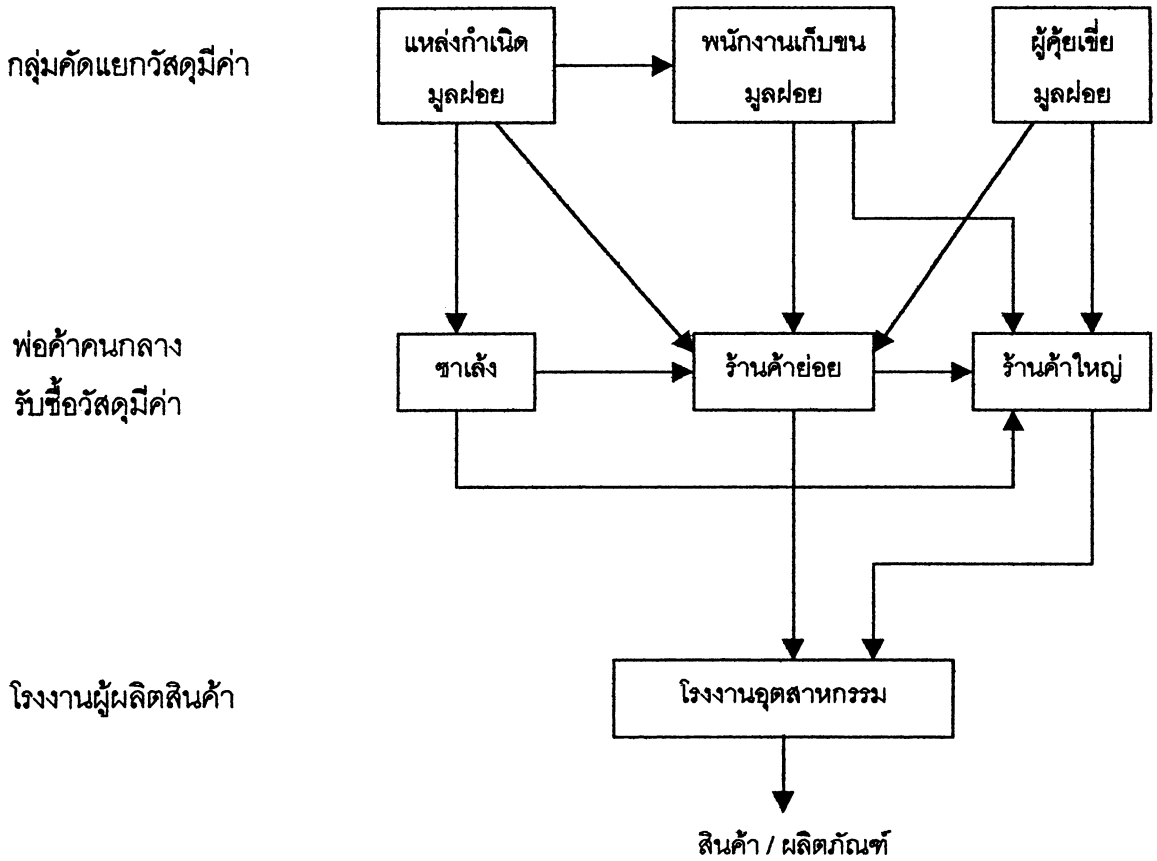 กลุ่มคัดแยกวัสดุมีค่า
แหล่งกำเนิด
มูลฝอย
พนักงานเก็บขน
มูลฝอย
ผู้คุ้ยเขี่ย
มูลฝอย
พ่อค้าคนกลาง
รับซื้อวัสดุมีค่า
ซาเล้ง
ร้านค้าย่อย
ร้านค้าใหญ่
โรงงานผู้ผลิตสินค้า
โรงงานอุตสาหกรรม
สินค้า / ผลิตภัณฑ์